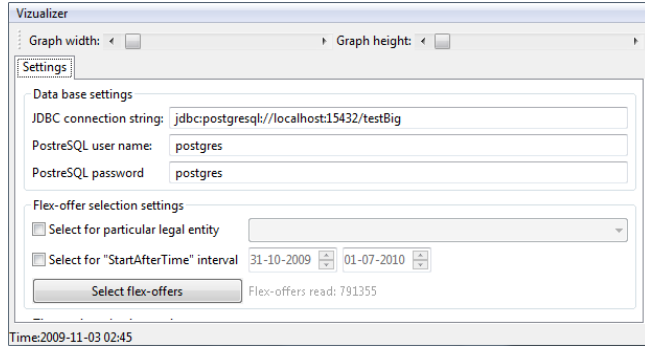 Vizualizer
Graph width: Graph height:
Settings
Data base settings
JDBC connection string: jdbc:postgresql://localhost:15432/testBig
PostreSQL user name: postgres
PostreSQL password postgres
Flex-offer selection settings
Select for particular legal entity
Select for "StartAfterTime" interval 31-10-2009 01-07-2010
Select flex-offers Flex-offers read: 791355
Time:2009-11-03 02:45